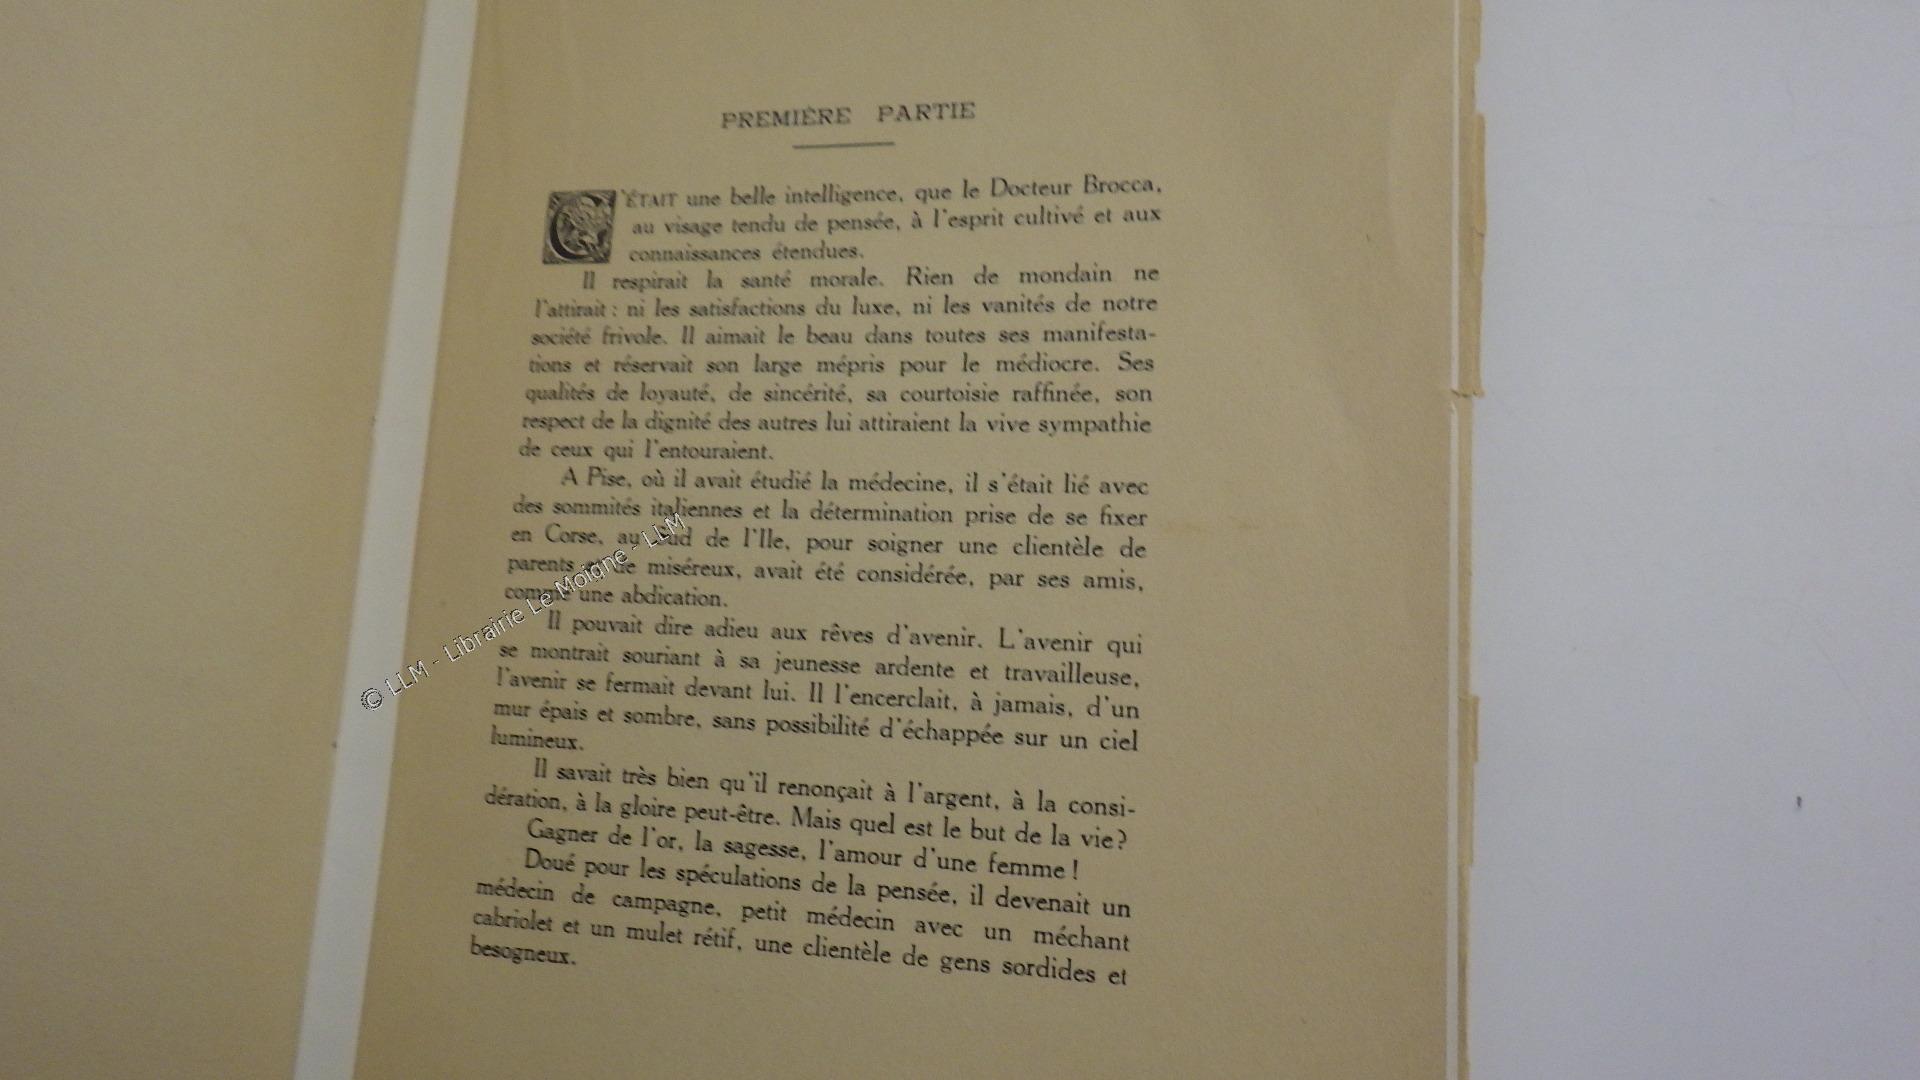 PREMIÈRE PARTIE
C'ÉTAIT une belle intelligence, que le Docteur Brocca,
au visage tendu de pensée, à l'esprit cultivé et aux
connaissances étendues.
Il respirait la santé morale. Rien de mondain ne
l'attirait : ni les satisfactions du luxe, ni les vanités de notre
société frivole. Il aimait le beau dans toutes ses manifesta-
tions et réservait son large mépris pour le médiocre. Ses
qualités de loyauté, de sincérité, sa courtoisie raffinée, son
respect de la dignité des autres lui attiraient la vive sympathie
de ceux qui l'entouraient.
A Pise, où il avait étudié la médecine, il s'était lié avec
des sommités italiennes et la détermination prise de se fixer
en Corse, au Sud de l'Ile, pour soigner une clientèle de
parents et de miséreux, avait été considérée, par ses amis,
comme une abdication.
Il pouvait dire adieu aux rêves d'avenir. L'avenir qui
se montrait souriant à sa jeunesse ardente et travailleuse,
l'avenir se fermait devant lui. Il l'encerclait, à jamais, d'un
mur épais et sombre, sans possibilité d'échappée sur un ciel
lumineux.
Il savait très bien qu'il renonçait à l'argent, à la consi-
dération, à la gloire peut-être. Mais quel est le but de la vie?
Gagner de l'or, la sagesse, l'amour d'une femme !
Doué pour les spéculations de la pensée, il devenait un
médecin de campagne, petit médecin avec un méchant
cabriolet et un mulet rétif, une clientèle de gens sordides et
besogneux.
© LLM - Librairie Le Moigne - LLM